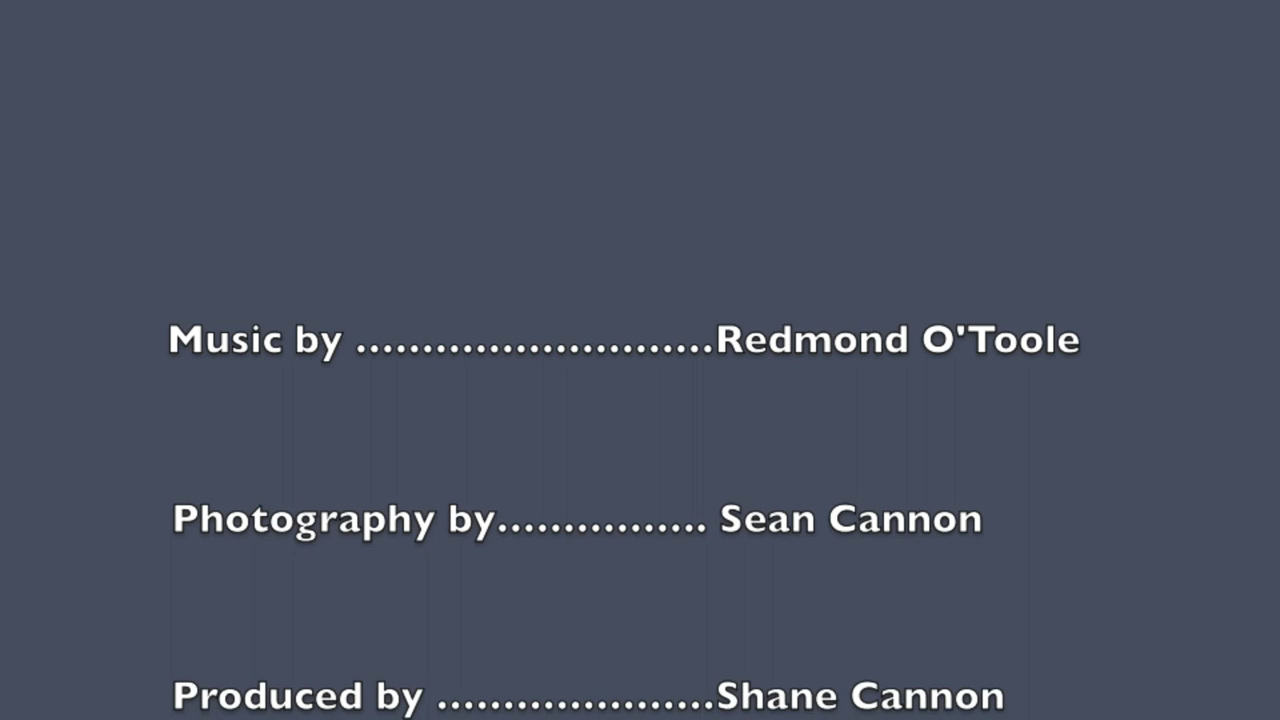 Music by ...........................Redmond O'Toole
Photography by................ Sean Cannon
Produced by .....................Shane Cannon